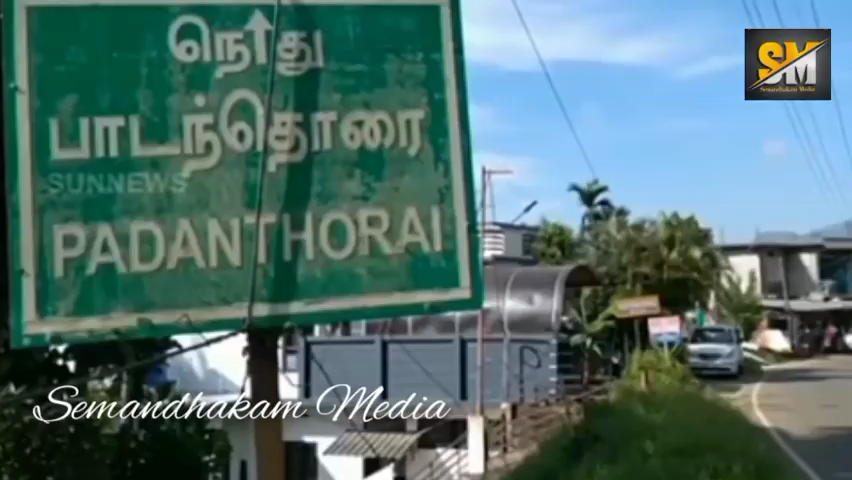 நெடு
பாடந்தொரை
SUNNEWS
PADANTHORAI
SM
Semandhakam Media
Semandhakam Media
P